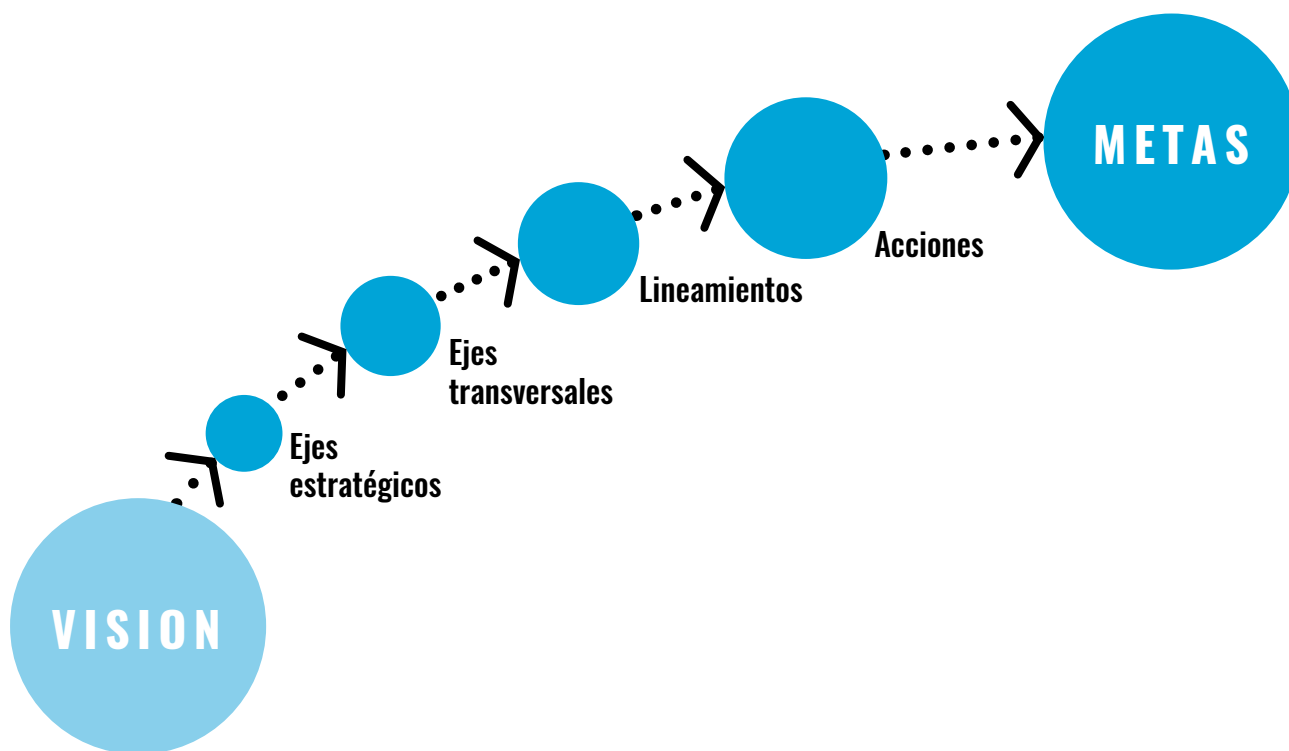 METAS
Acciones
Lineamientos
Ejes
transversales
Ejes
estratégicos
VISION